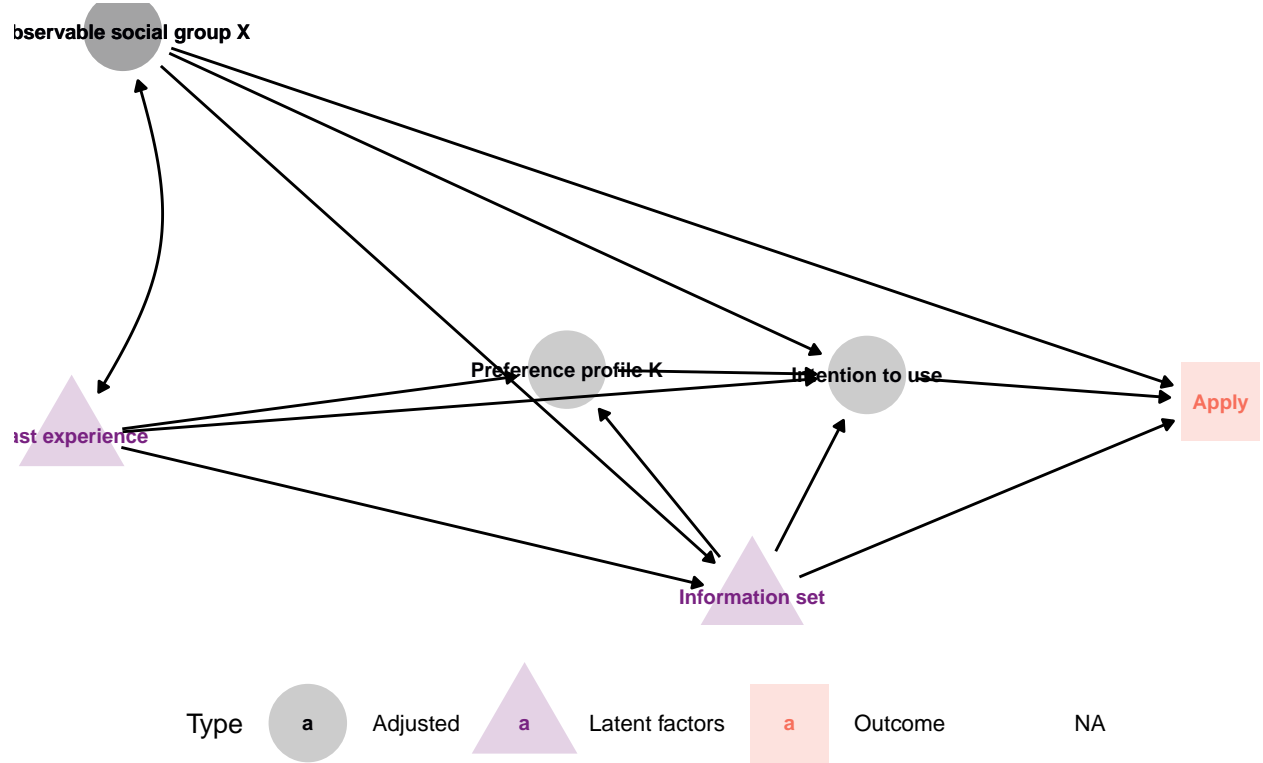 bservable social group X
Preference profile K
Intention to use
Apply
ast experience
Information set
Type
a
Adjusted
a
Latent factors
a
Outcome
NA